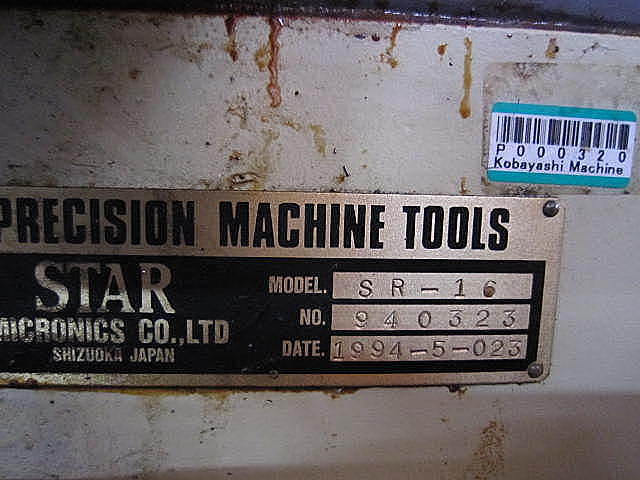 P000320
Kobayashi Machine
PRECISION MACHINE TOOLS
STAR
MICRONICS CO.,LTD
SHIZUOKA JAPAN
MODEL. SR-16
NO. 940323
DATE. 1994-5-023